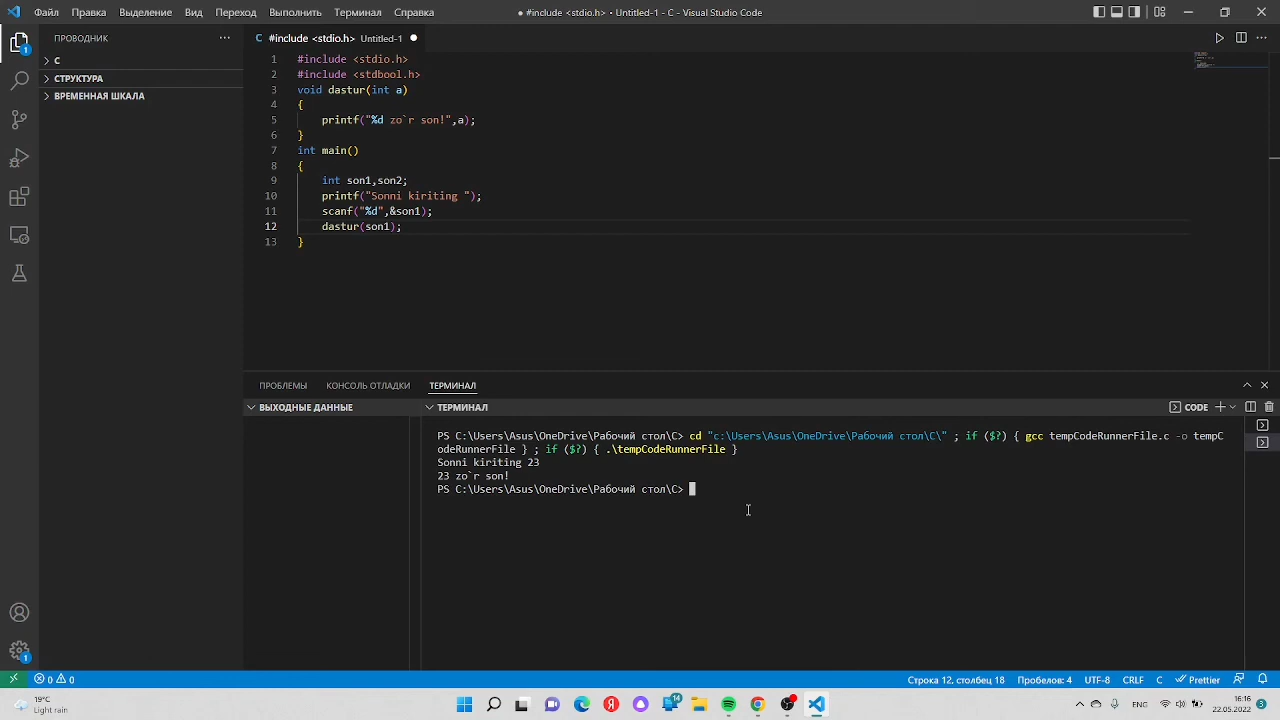 Файл Правка Выделение Вид Переход Выполнить Терминал Справка
● #include <stdio.h> • Untitled-1 - C - Visual Studio Code
ПРОВОДНИК
C #include <stdio.h> Untitled-1
1
C
СТРУКТУРА
ВРЕМЕННАЯ ШКАЛА
1 #include <stdio.h>
2 #include <stdbool.h>
3 void dastur(int a)
4 {
5 printf("%d zo`r son!",a);
6 }
7 int main()
8 {
9 int son1,son2;
10 printf("Sonni kiriting ");
11 scanf("%d",&son1);
12 dastur(son1);
13 }
ПРОБЛЕМЫ КОНСОЛЬ ОТЛАДКИ ТЕРМИНАЛ
ВЫХОДНЫЕ ДАННЫЕ
ТЕРМИНАЛ
CODE
PS C:\Users\Asus\OneDrive\Рабочий стол\C> cd "c:\Users\Asus\OneDrive\Рабочий стол\C\" ; if ($?) { gcc tempCodeRunnerFile.c -o tempC
odeRunnerFile } ; if ($?) { .\tempCodeRunnerFile }
Sonni kiriting 23
23 zo`r son!
PS C:\Users\Asus\OneDrive\Рабочий стол\C>
1
0 0
Строка 12, столбец 18 Пробелов: 4 UTF-8 CRLF C Prettier
19°C
Light rain
14
ENG
16:16
22.05.2022
3